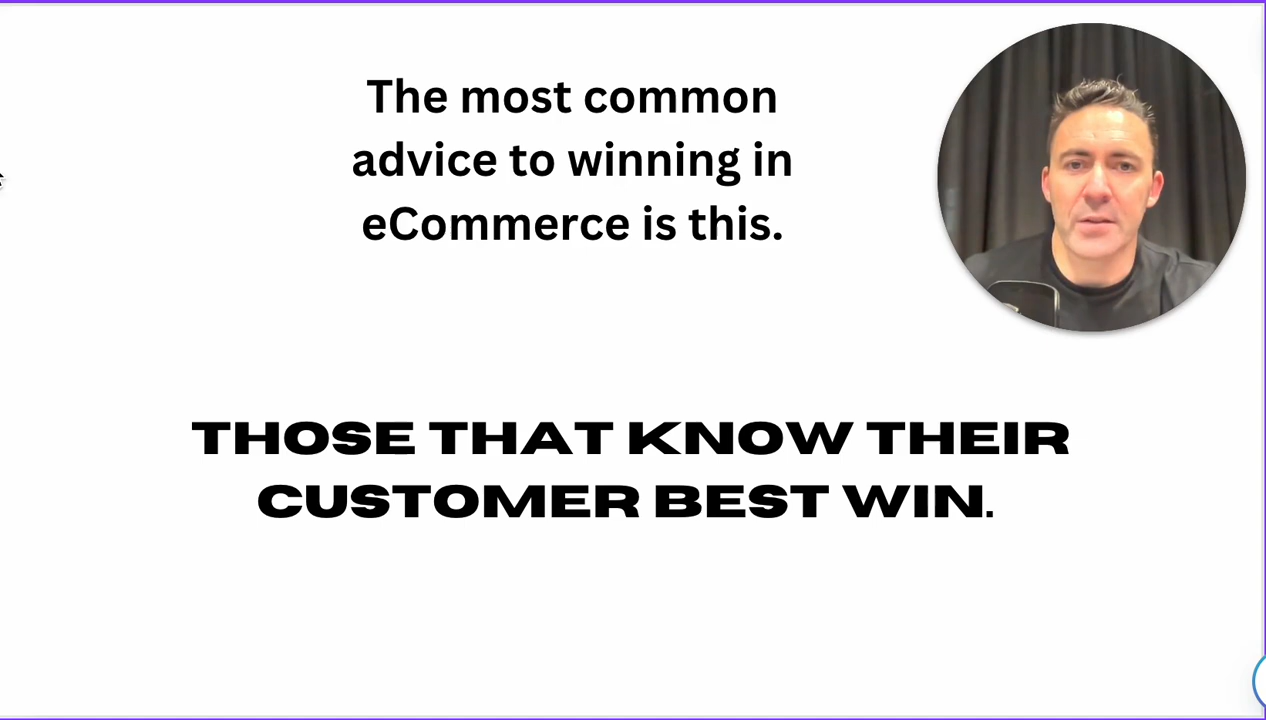 The most common
advice to winning in
eCommerce is this.
THOSE THAT KNOW THEIR
CUSTOMER BEST WIN.